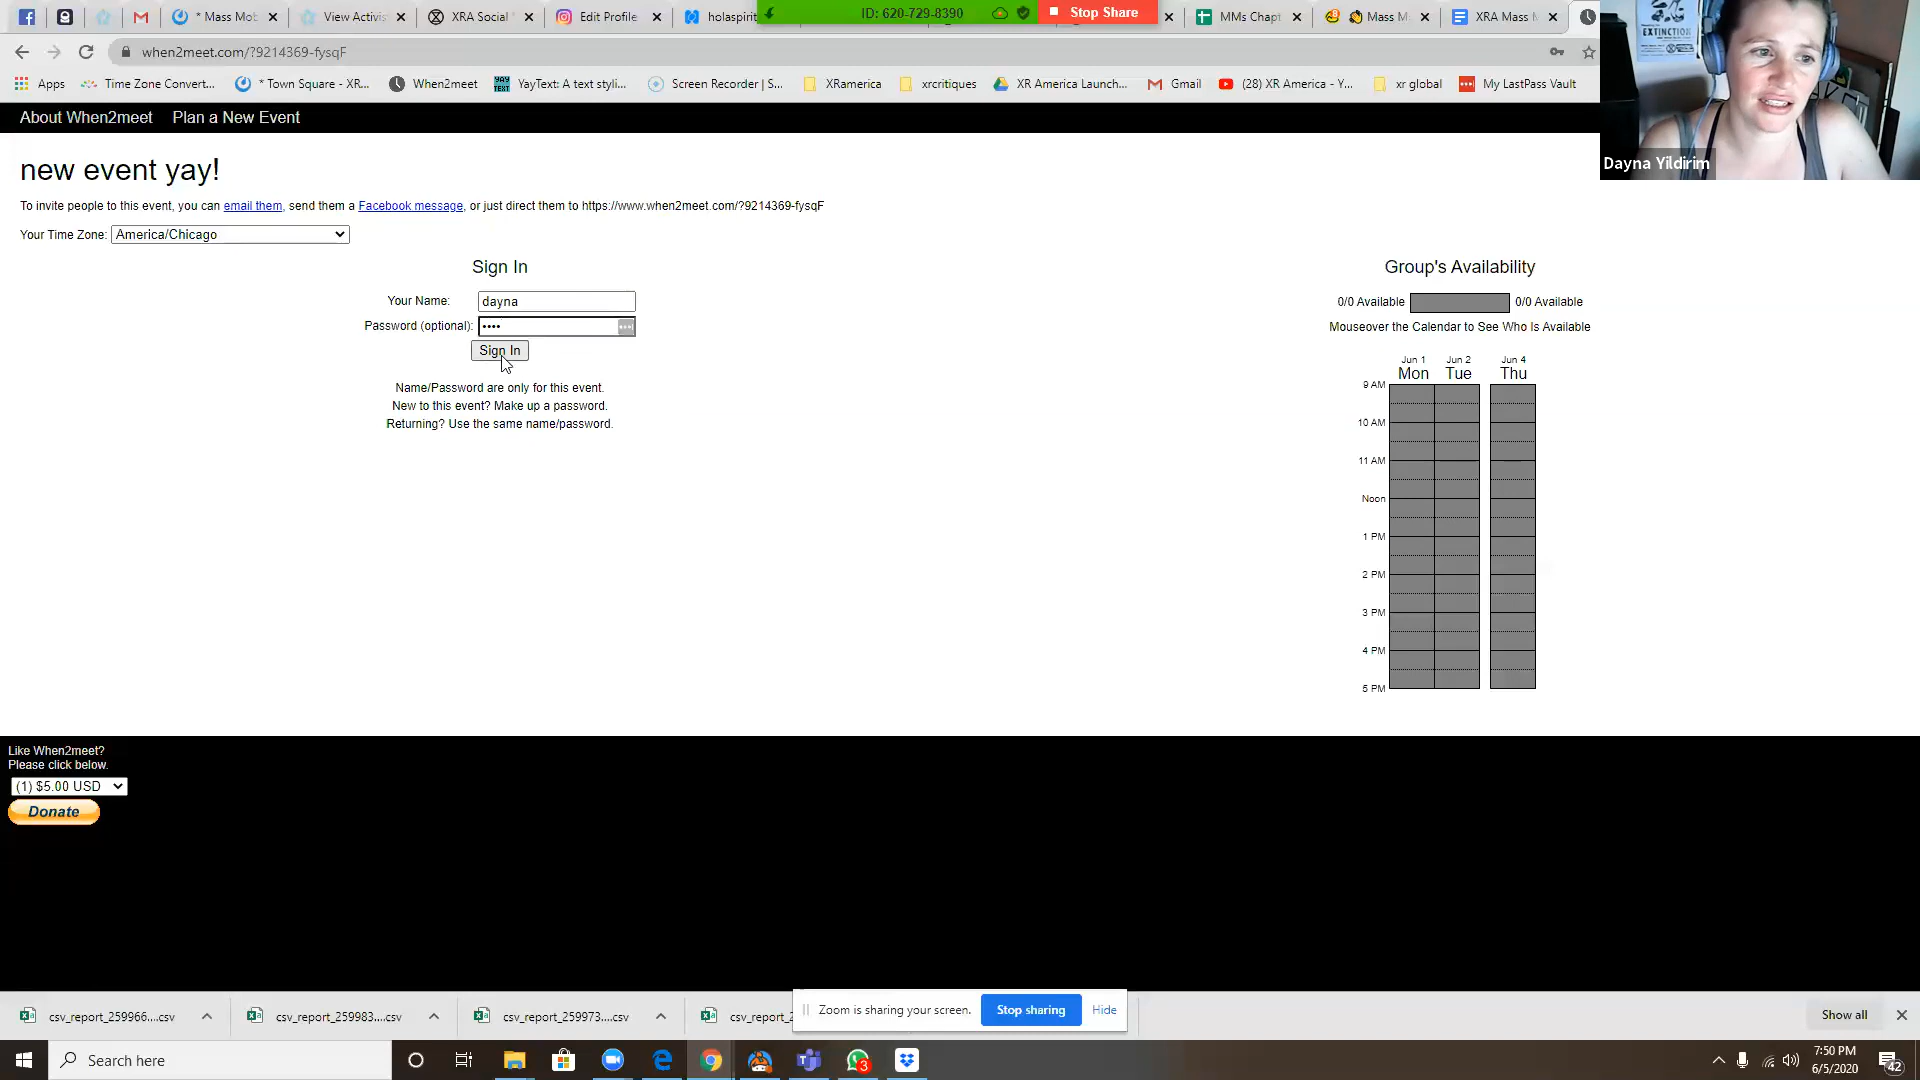 * Mass Mob
View Activis
XRA Social
Edit Profile
holaspirit
ID: 620-729-8390
Stop Share
MMs Chapt
Mass M
XRA Mass M
when2meet.com/?9214369-fysqF
Apps
Time Zone Convert...
* Town Square - XR...
When2meet
YayText: A text styli...
Screen Recorder | S...
XRamerica
xrcritiques
XR America Launch...
Gmail
(28) XR America - Y...
xr global
My LastPass Vault
EXTINCTION
Dayna Yildirim
About When2meet
Plan a New Event
new event yay!
To invite people to this event, you can email them, send them a Facebook message, or just direct them to https://www.when2meet.com/?9214369-fysqF
Your Time Zone: America/Chicago
Sign In
Your Name: dayna
Password (optional): ••••
Sign In
Name/Password are only for this event.
New to this event? Make up a password.
Returning? Use the same name/password.
Group's Availability
0/0 Available
0/0 Available
Mouseover the Calendar to See Who Is Available
Jun 1
Jun 2
Jun 4
Mon
Tue
Thu
9 AM
10 AM
11 AM
Noon
1 PM
2 PM
3 PM
4 PM
5 PM
Like When2meet?
Please click below.
(1) $5.00 USD
Donate
csv_report_259966....csv
csv_report_259983....csv
csv_report_259973....csv
csv_report_2
Zoom is sharing your screen.
Stop sharing
Hide
Show all
Search here
3
7:50 PM
6/5/2020
42